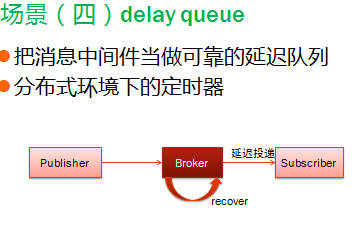 场景（四）delay queue
把消息中间件当做可靠的延迟队列
分布式环境下的定时器
Publisher
Broker
延迟投递
Subscriber
recover